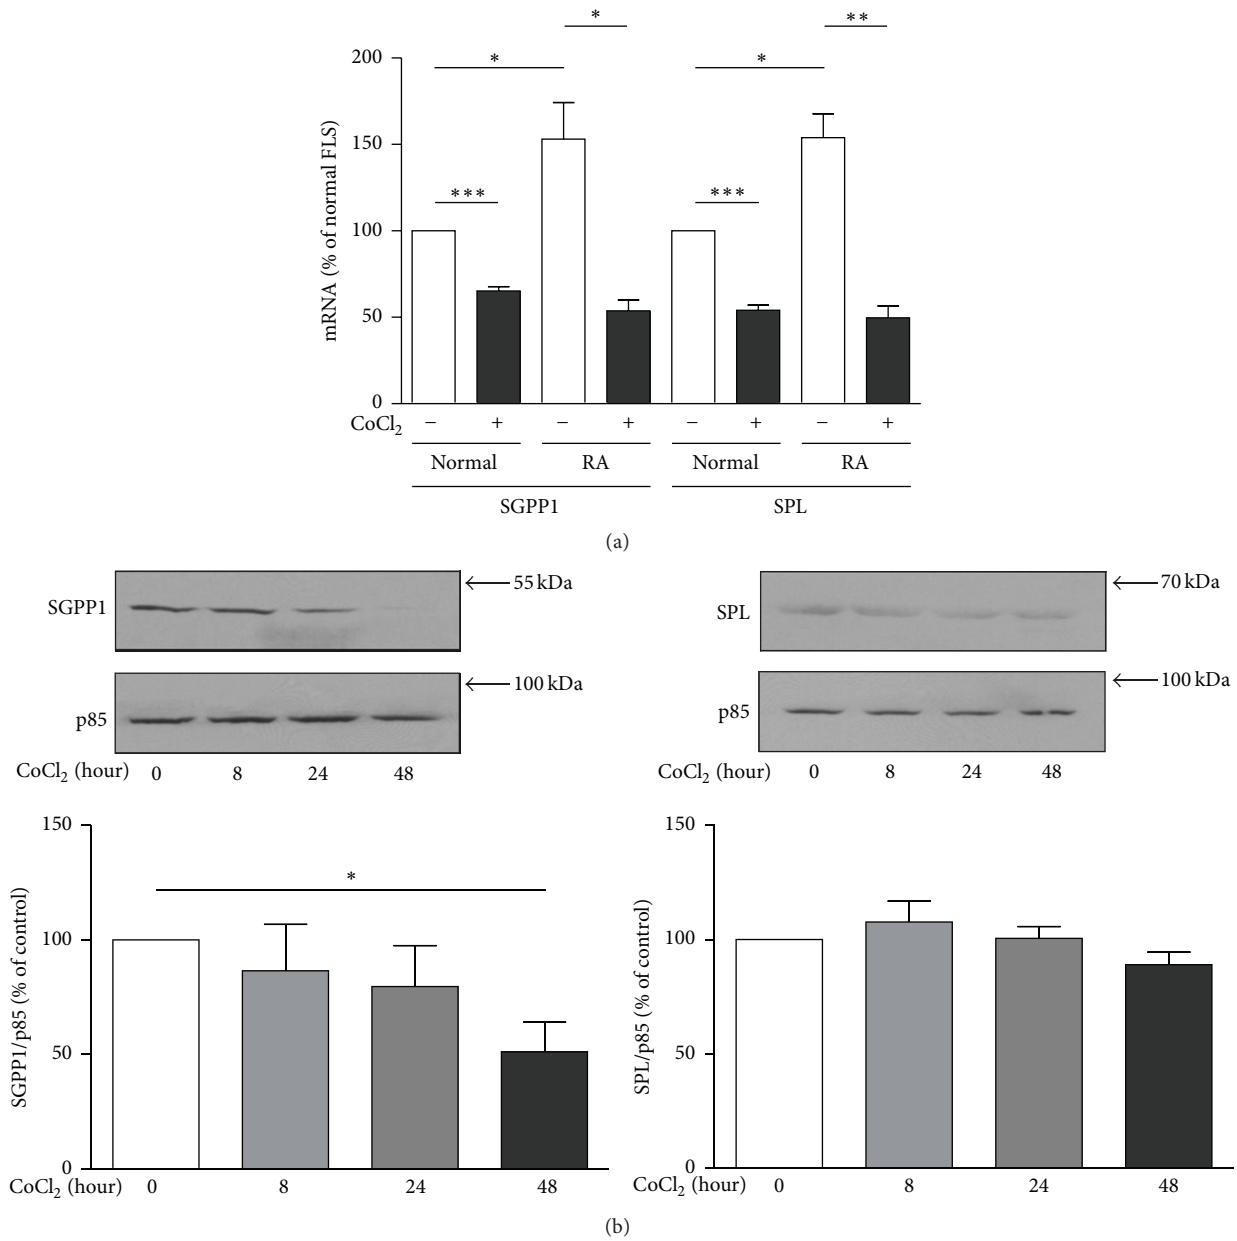 *
**
*
*
200
150
100
50
0
***
***
mRNA (% of normal FLS)
CoCl₂ − + − + − + − +
Normal RA Normal RA
SGPP1 SPL
(a)
SGPP1
55 kDa
p85
100 kDa
CoCl₂ (hour) 0 8 24 48
SPL
70 kDa
p85
100 kDa
CoCl₂ (hour) 0 8 24 48
150
100
50
0
SGPP1/p85 (% of control)
*
CoCl₂ (hour) 0 8 24 48
150
100
50
0
SPL/p85 (% of control)
CoCl₂ (hour) 0 8 24 48
(b)